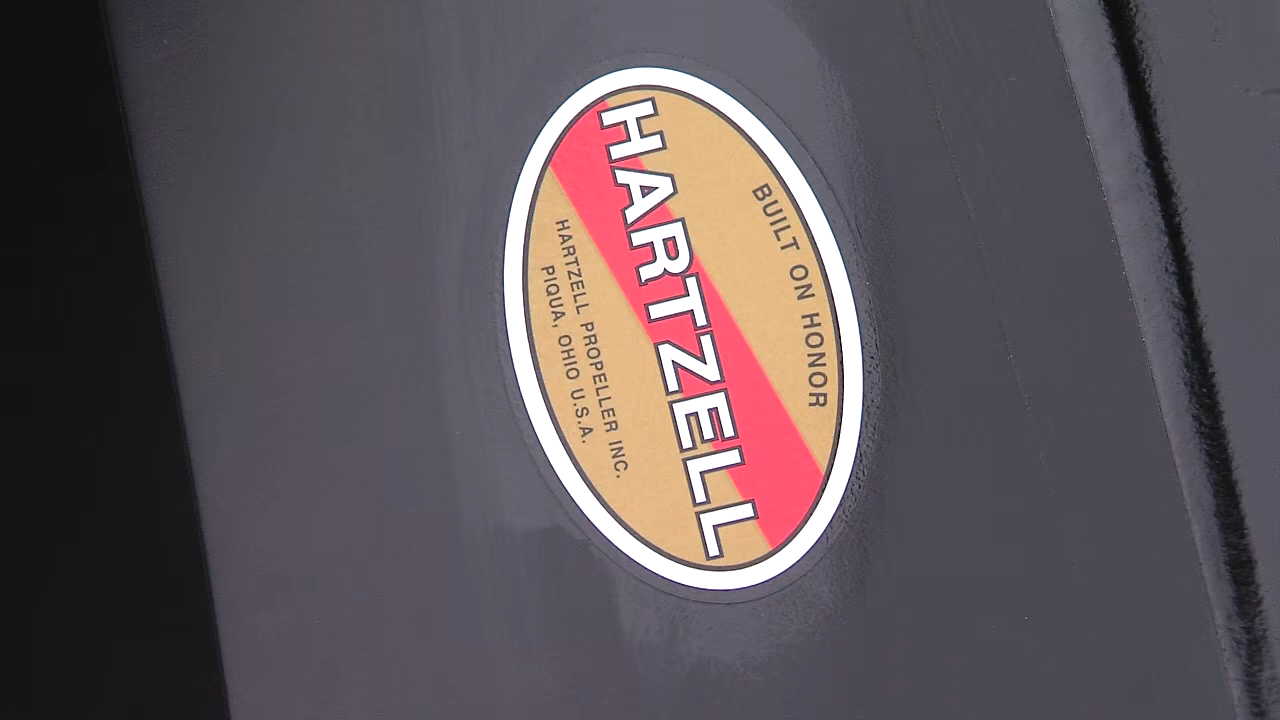 BUILT ON HONOR
HARTZELL
HARTZELL PROPELLER INC.
PIQUA, OHIO U.S.A.